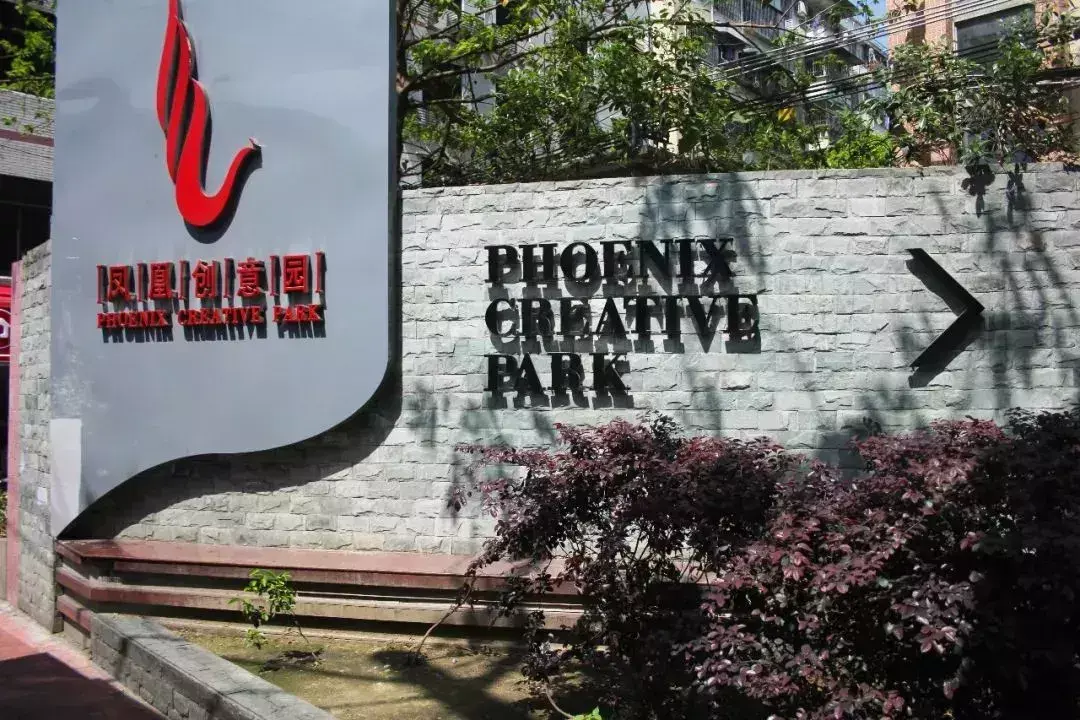 凤凰创意园
PHOENIX CREATIVE PARK
PHOENIX
CREATIVE
PARK